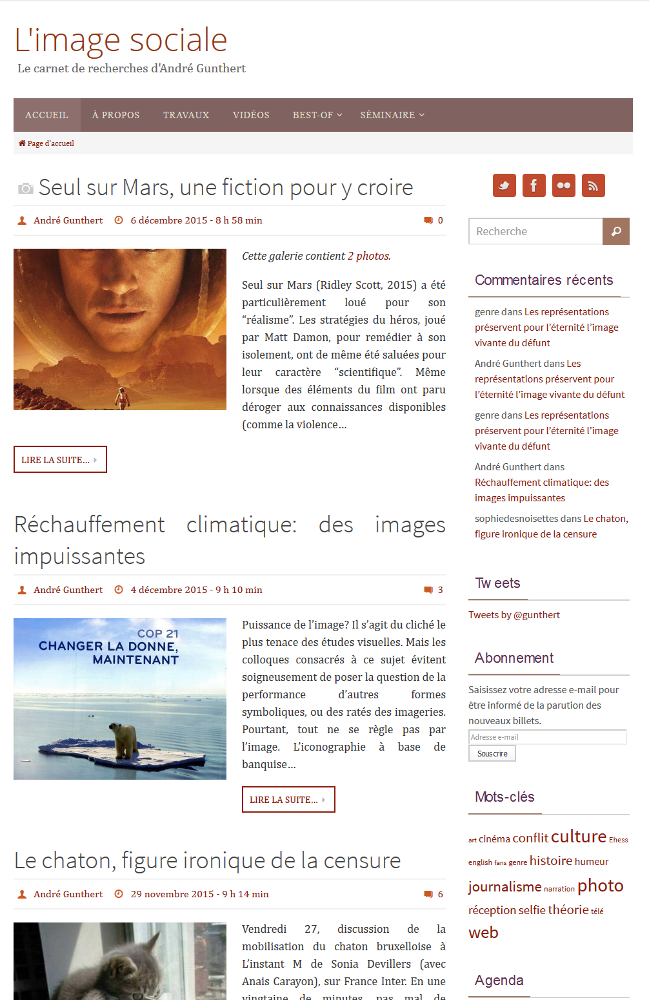 L'image sociale
Le carnet de recherches d'André Gunthert
ACCUEIL À PROPOS TRAVAUX VIDÉOS BEST-OF SÉMINAIRE
Page d'accueil
Seul sur Mars, une fiction pour y croire
André Gunthert 6 décembre 2015 - 8 h 58 min 0
Cette galerie contient 2 photos.
Seul sur Mars (Ridley Scott, 2015) a été
particulièrement loué pour son
“réalisme”. Les stratégies du héros, joué
par Matt Damon, pour remédier à son
isolement, ont de même été saluées pour
leur caractère “scientifique”. Même
lorsque des éléments du film ont paru
déroger aux connaissances disponibles
(comme la violence…
LIRE LA SUITE…
Réchauffement climatique: des images
impuissantes
André Gunthert 4 décembre 2015 - 9 h 10 min 3
COP 21
CHANGER LA DONNE,
MAINTENANT
Puissance de l’image? Il s’agit du cliché le
plus tenace des études visuelles. Mais les
colloques consacrés à ce sujet évitent
soigneusement de poser la question de la
performance d’autres formes
symboliques, ou des ratés des imageries.
Pourtant, tout ne se règle pas par
l’image. L’iconographie à base de
banquise…
LIRE LA SUITE…
Le chaton, figure ironique de la censure
André Gunthert 29 novembre 2015 - 9 h 14 min 6
Vendredi 27, discussion de la
mobilisation du chaton bruxelloise à
L’instant M de Sonia Devillers (avec
Anais Carayon), sur France Inter. En une
vingtaine de minutes, pas mal de
Recherche
Commentaires récents
genre dans Les représentations
préservent pour l’éternité l’image
vivante du défunt
André Gunthert dans Les
représentations préservent pour
l’éternité l’image vivante du défunt
genre dans Les représentations
préservent pour l’éternité l’image
vivante du défunt
André Gunthert dans
Réchauffement climatique: des
images impuissantes
sophiedesnoisettes dans Le chaton,
figure ironique de la censure
Tweets
Tweets by @gunthert
Abonnement
Saisissez votre adresse e-mail pour
être informé de la parution des
nouveaux billets.
Adresse e-mail
Souscrire
Mots-clés
art cinéma conflit culture Ehess
english fans genre histoire humeur
journalisme narration photo
réception selfie théorie télé
web
Agenda